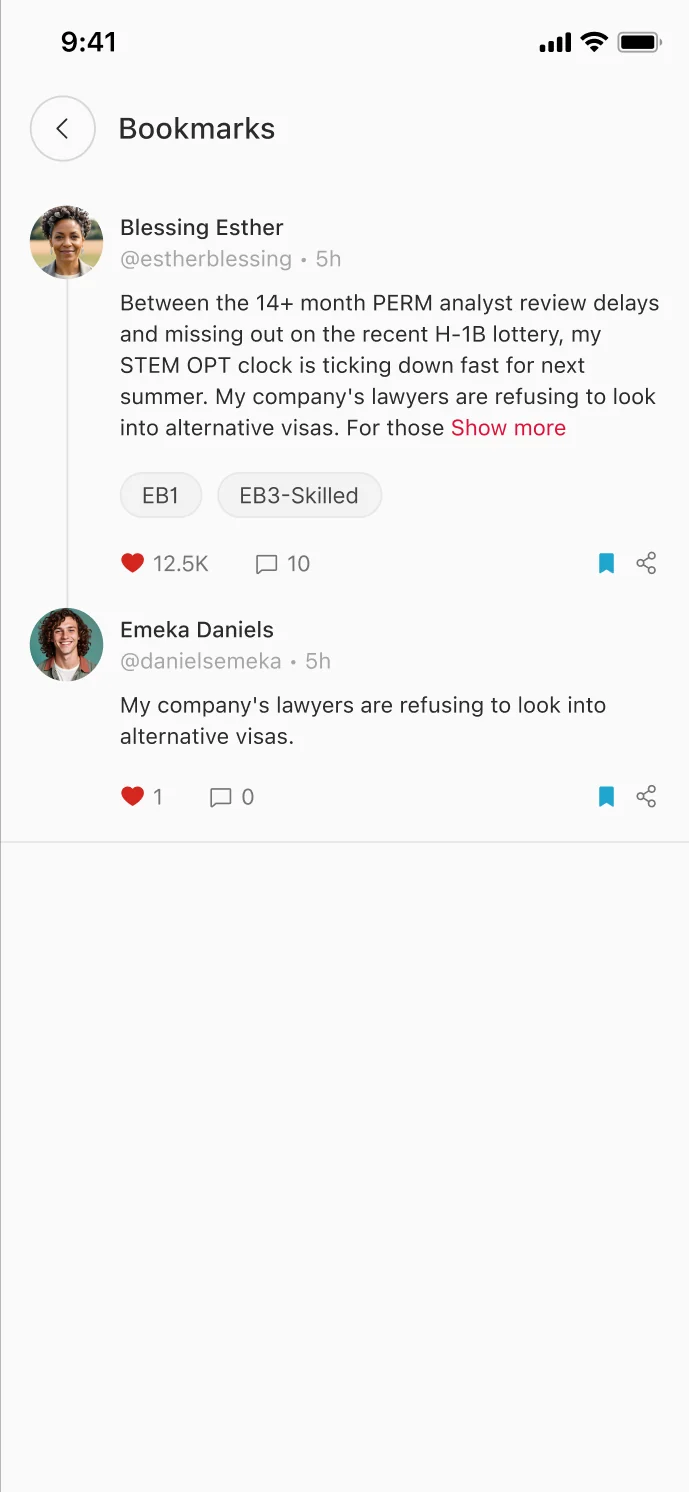 9:41
Bookmarks
Blessing Esther
@estherblessing • 5h
Between the 14+ month PERM analyst review delays
and missing out on the recent H-1B lottery, my
STEM OPT clock is ticking down fast for next
summer. My company's lawyers are refusing to look
into alternative visas. For those Show more
EB1 EB3-Skilled
12.5K 10
Emeka Daniels
@danielsemeka • 5h
My company's lawyers are refusing to look into
alternative visas.
1 0